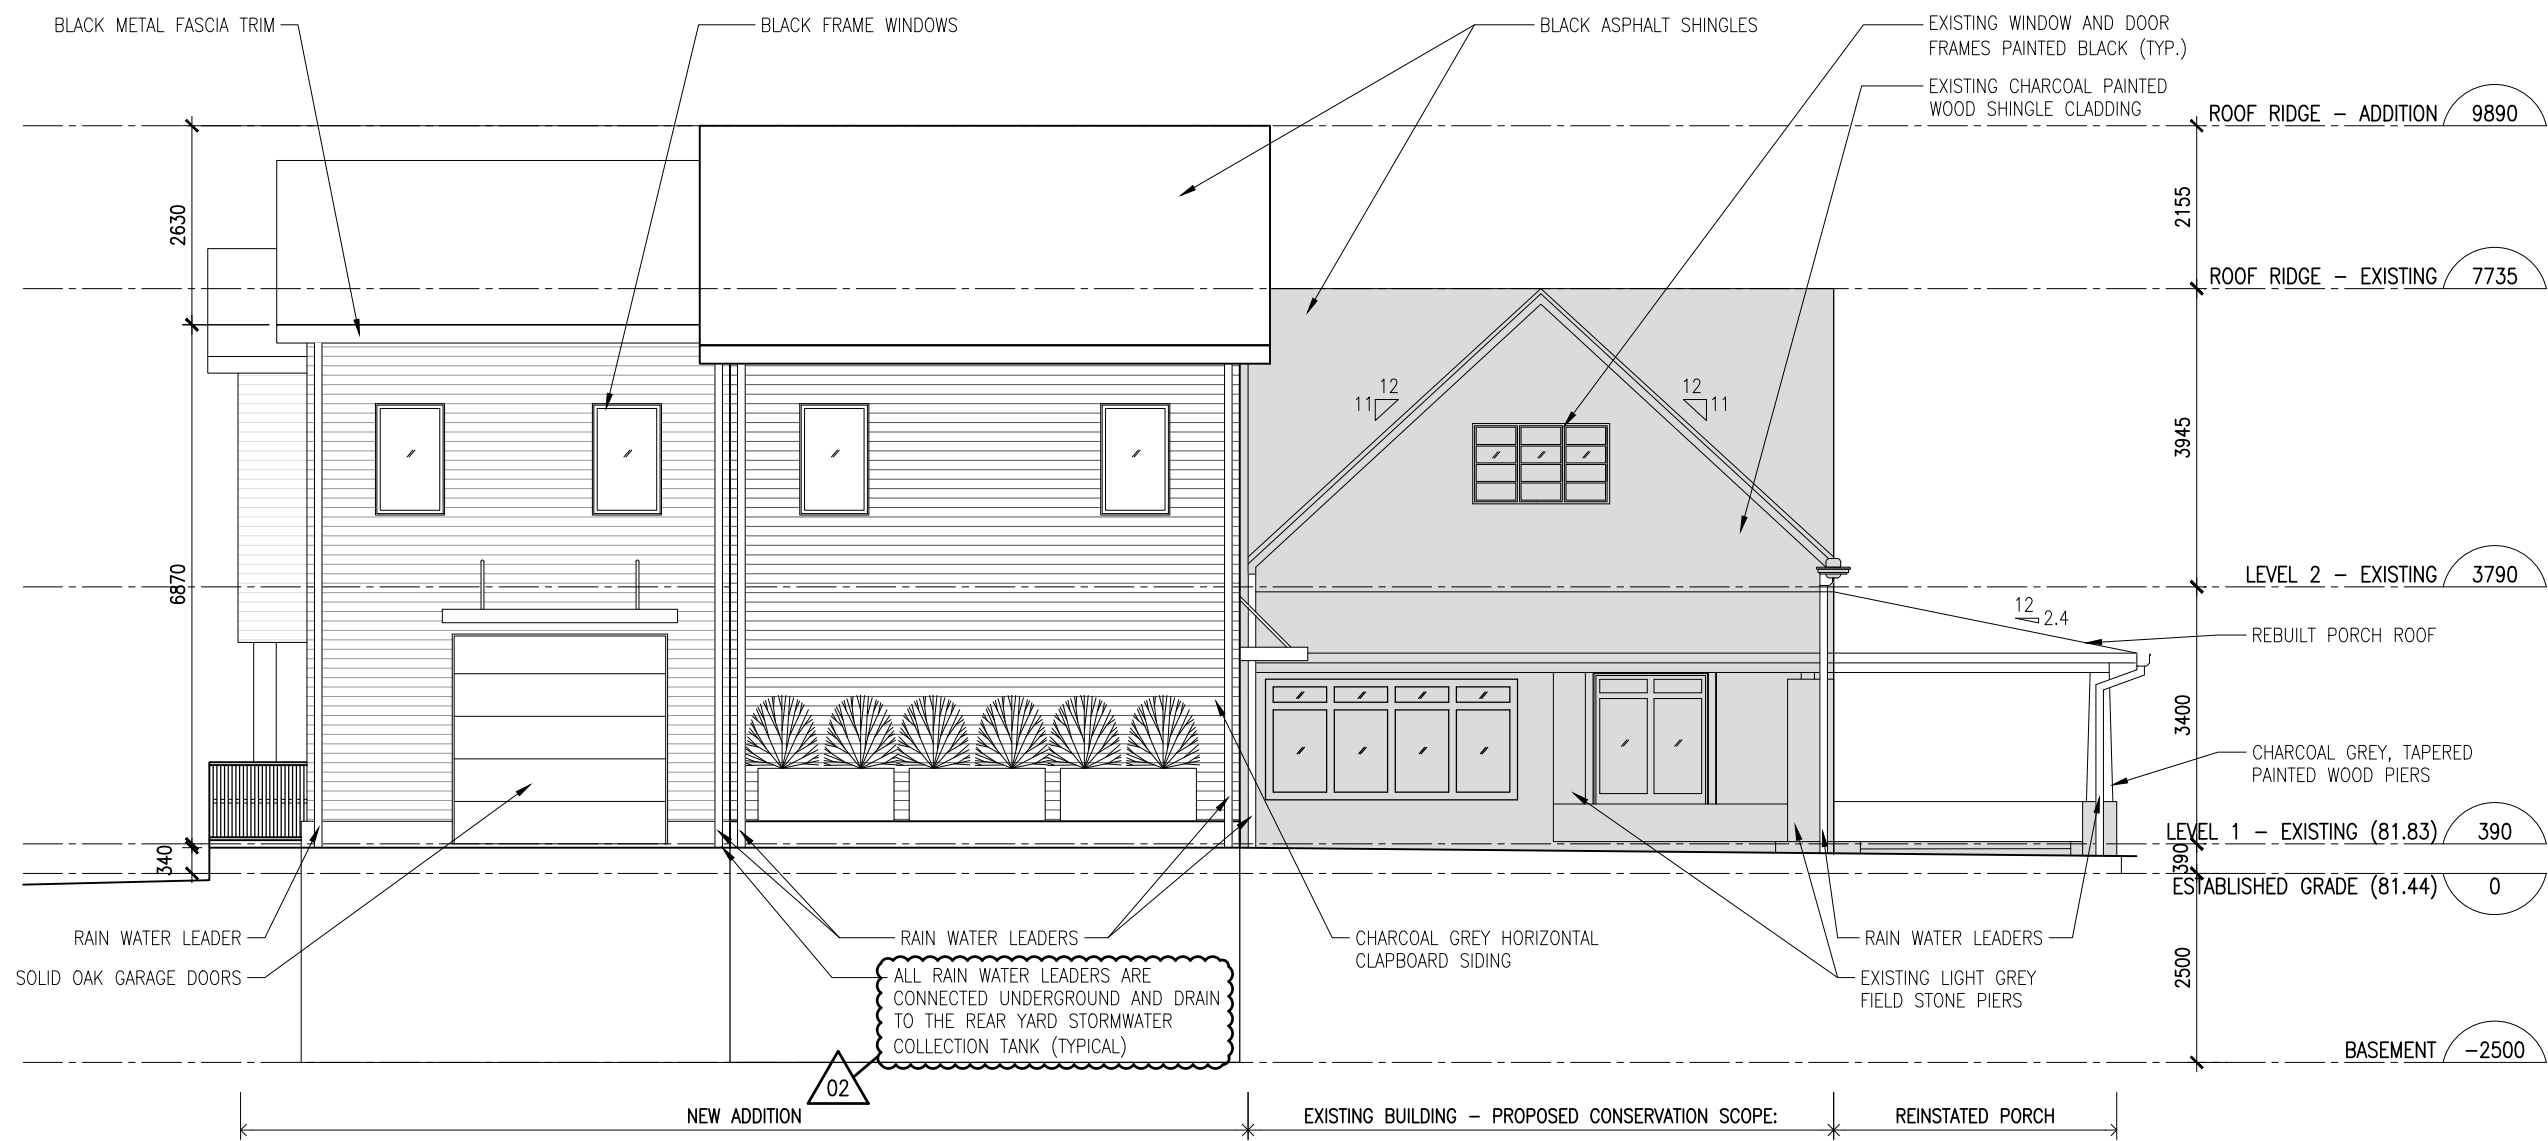 BLACK METAL FASCIA TRIM
BLACK FRAME WINDOWS
BLACK ASPHALT SHINGLES
EXISTING WINDOW AND DOOR
FRAMES PAINTED BLACK (TYP.)
EXISTING CHARCOAL PAINTED
WOOD SHINGLE CLADDING
ROOF RIDGE – ADDITION 9890
2630
2155
ROOF RIDGE – EXISTING 7735
12
11
12
11
3945
6870
LEVEL 2 – EXISTING 3790
12
2.4
REBUILT PORCH ROOF
3400
CHARCOAL GREY, TAPERED
PAINTED WOOD PIERS
LEVEL 1 – EXISTING (81.83) 390
340
390
ESTABLISHED GRADE (81.44) 0
RAIN WATER LEADER
SOLID OAK GARAGE DOORS
RAIN WATER LEADERS
ALL RAIN WATER LEADERS ARE
CONNECTED UNDERGROUND AND DRAIN
TO THE REAR YARD STORMWATER
COLLECTION TANK (TYPICAL)
02
CHARCOAL GREY HORIZONTAL
CLAPBOARD SIDING
RAIN WATER LEADERS
EXISTING LIGHT GREY
FIELD STONE PIERS
2500
BASEMENT –2500
NEW ADDITION
EXISTING BUILDING – PROPOSED CONSERVATION SCOPE:
REINSTATED PORCH